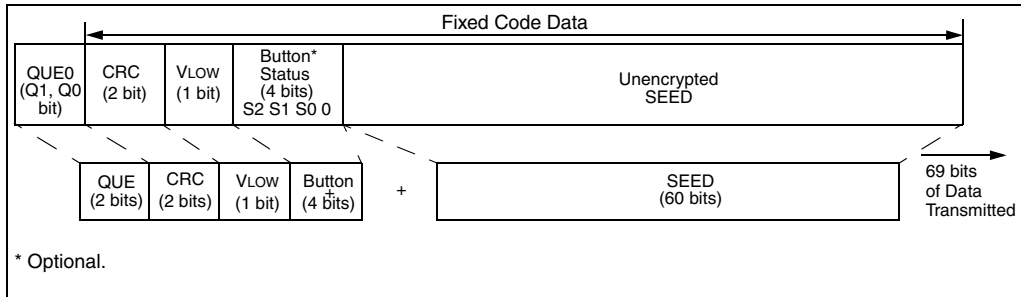 Fixed Code Data
QUE0
(Q1, Q0
bit)
CRC
(2 bit)
VLOW
(1 bit)
Button*
Status
(4 bits)
S2 S1 S0 0
Unencrypted
SEED
QUE
(2 bits)
CRC
(2 bits)
VLOW
(1 bit)
Button
+
(4 bits)
+
SEED
(60 bits)
69 bits
of Data
Transmitted
* Optional.